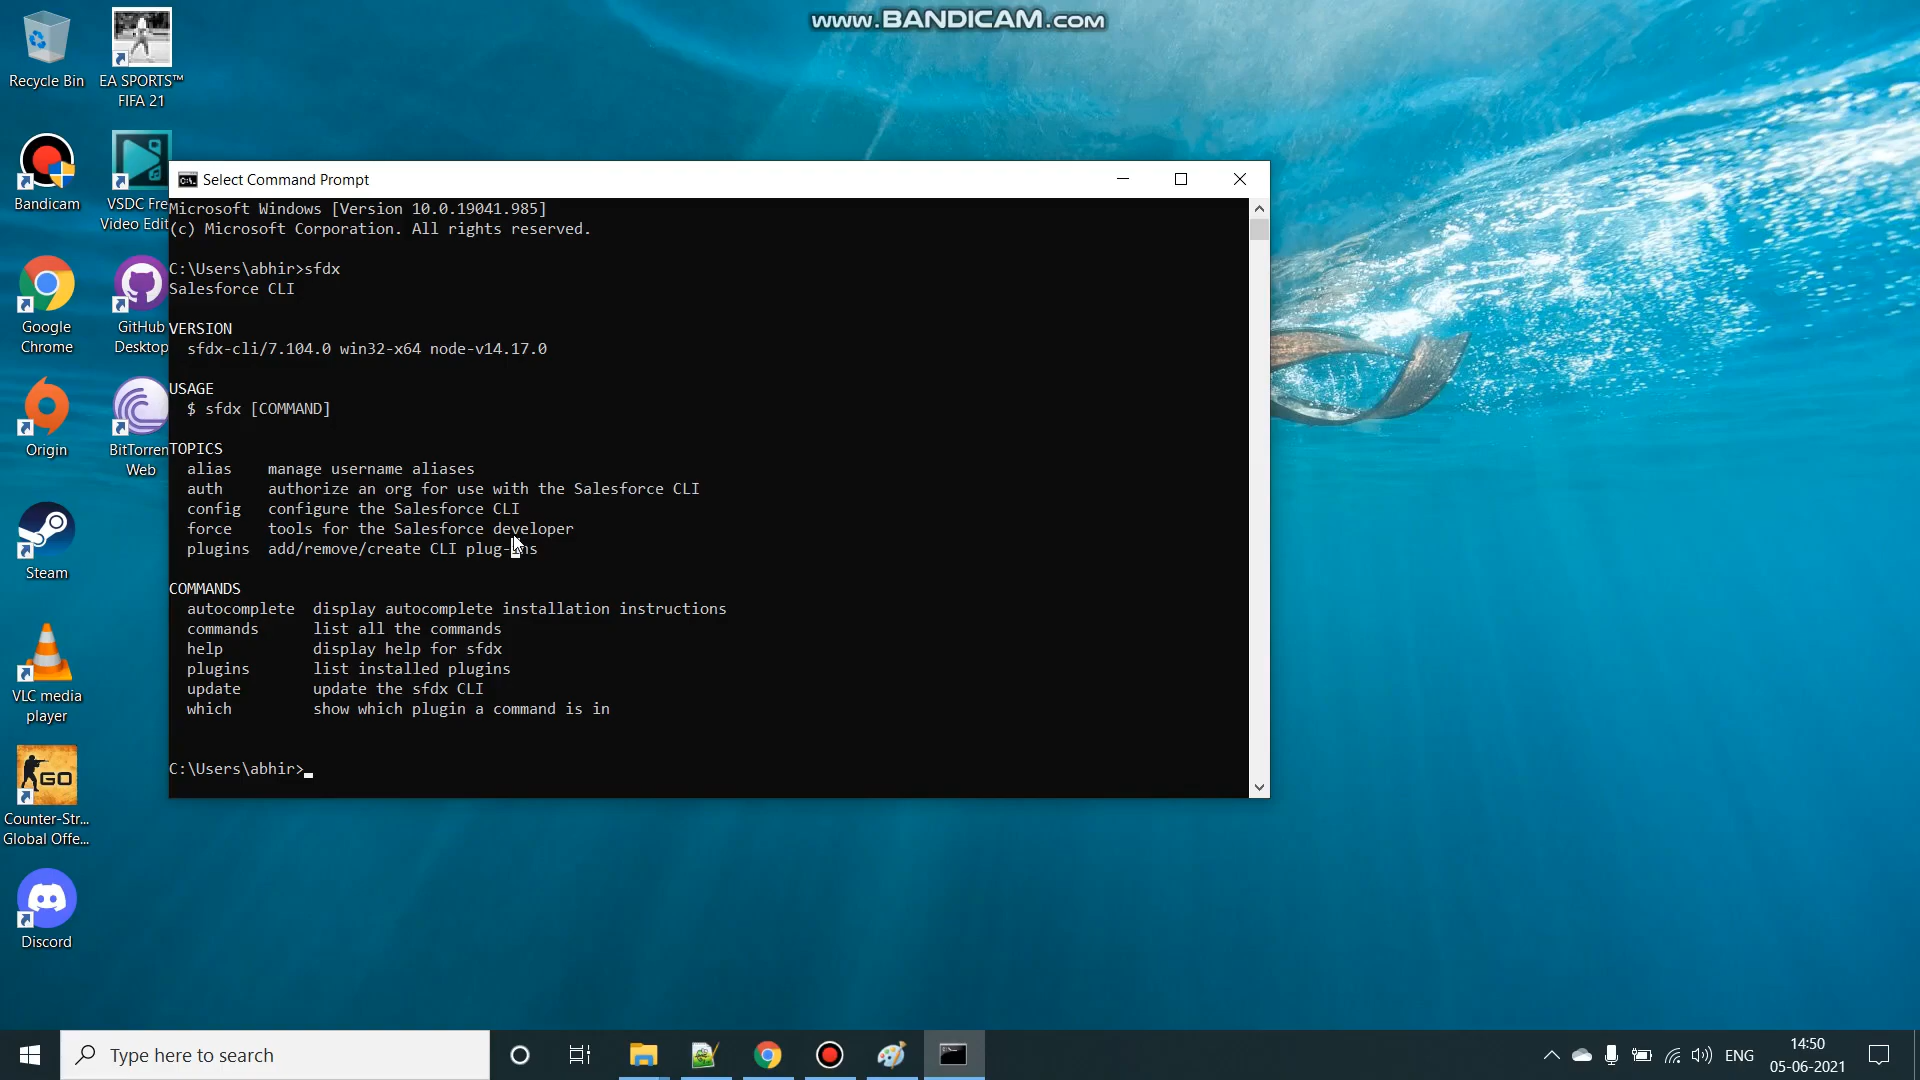 www.BANDICAM.com
Recycle Bin
EA SPORTS™
FIFA 21
Bandicam
VSDC Fre
Video Edit
Google
Chrome
GitHub
Desktop
Origin
BitTorren
Web
Steam
VLC media
player
GO
Counter-Str...
Global Offe...
Discord
Select Command Prompt
Microsoft Windows [Version 10.0.19041.985]
(c) Microsoft Corporation. All rights reserved.
C:\Users\abhir>sfdx
Salesforce CLI
VERSION
sfdx-cli/7.104.0 win32-x64 node-v14.17.0
USAGE
$ sfdx [COMMAND]
TOPICS
alias manage username aliases
auth authorize an org for use with the Salesforce CLI
config configure the Salesforce CLI
force tools for the Salesforce developer
plugins add/remove/create CLI plug-ins
COMMANDS
autocomplete display autocomplete installation instructions
commands list all the commands
help display help for sfdx
plugins list installed plugins
update update the sfdx CLI
which show which plugin a command is in
C:\Users\abhir>
Type here to search
ENG
14:50
05-06-2021